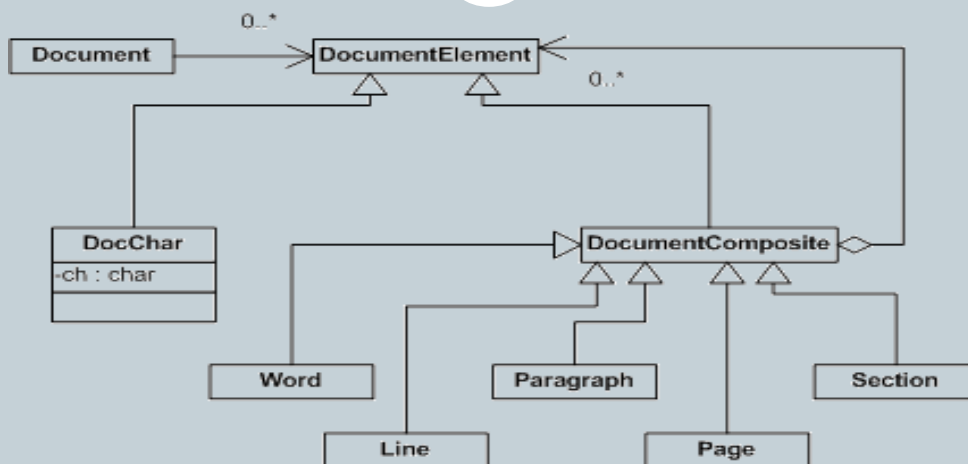 0..*
Document
DocumentElement
0..*
DocChar
-ch : char
DocumentComposite
Word
Paragraph
Section
Line
Page